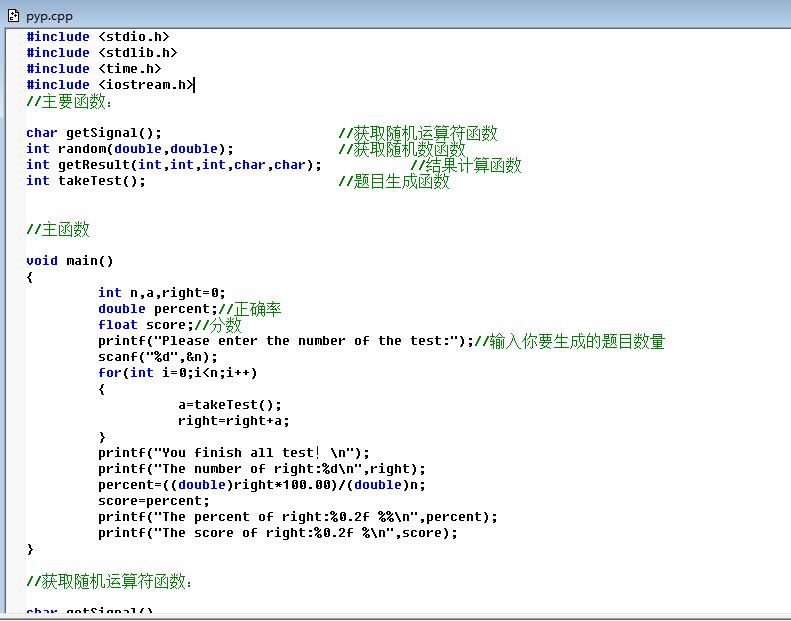 pyp.cpp
#include <stdio.h>
#include <stdlib.h>
#include <time.h>
#include <iostream.h>
//主要函数：
char getSignal(); //获取随机运算符函数
int random(double,double); //获取随机数函数
int getResult(int,int,int,char,char); //结果计算函数
int takeTest(); //题目生成函数
//主函数
void main()
{
int n,a,right=0;
double percent;//正确率
float score;//分数
printf("Please enter the number of the test:");//输入你要生成的题目数量
scanf("%d",&n);
for(int i=0;i<n;i++)
{
a=takeTest();
right=right+a;
}
printf("You finish all test！\n");
printf("The number of right:%d\n",right);
percent=((double)right*100.00)/(double)n;
score=percent;
printf("The percent of right:%0.2f %%\n",percent);
printf("The score of right:%0.2f %\n",score);
}
//获取随机运算符函数：
char getSignal()